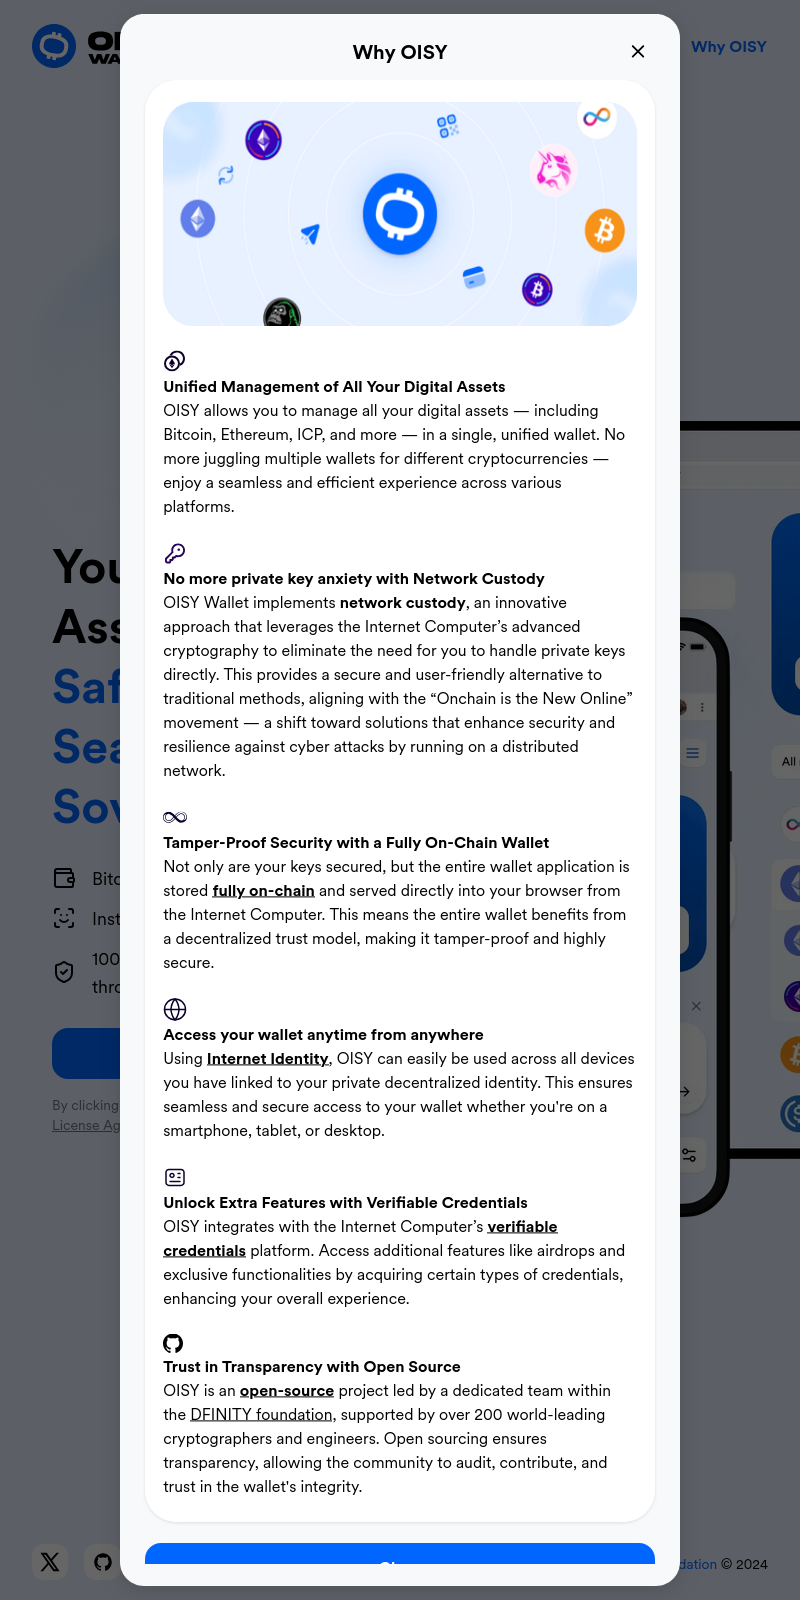 Why OISY
Why OISY
Unified Management of All Your Digital Assets
OISY allows you to manage all your digital assets — including
Bitcoin, Ethereum, ICP, and more — in a single, unified wallet. No
more juggling multiple wallets for different cryptocurrencies —
enjoy a seamless and efficient experience across various
platforms.
No more private key anxiety with Network Custody
OISY Wallet implements network custody, an innovative
approach that leverages the Internet Computer’s advanced
cryptography to eliminate the need for you to handle private keys
directly. This provides a secure and user-friendly alternative to
traditional methods, aligning with the “Onchain is the New Online”
movement — a shift toward solutions that enhance security and
resilience against cyber attacks by running on a distributed
network.
Tamper-Proof Security with a Fully On-Chain Wallet
Not only are your keys secured, but the entire wallet application is
stored fully on-chain and served directly into your browser from
the Internet Computer. This means the entire wallet benefits from
a decentralized trust model, making it tamper-proof and highly
secure.
Access your wallet anytime from anywhere
Using Internet Identity, OISY can easily be used across all devices
you have linked to your private decentralized identity. This ensures
seamless and secure access to your wallet whether you're on a
smartphone, tablet, or desktop.
Unlock Extra Features with Verifiable Credentials
OISY integrates with the Internet Computer’s verifiable
credentials platform. Access additional features like airdrops and
exclusive functionalities by acquiring certain types of credentials,
enhancing your overall experience.
Trust in Transparency with Open Source
OISY is an open-source project led by a dedicated team within
the DFINITY foundation, supported by over 200 world-leading
cryptographers and engineers. Open sourcing ensures
transparency, allowing the community to audit, contribute, and
trust in the wallet's integrity.
All
By clicking
License
100
© 2024